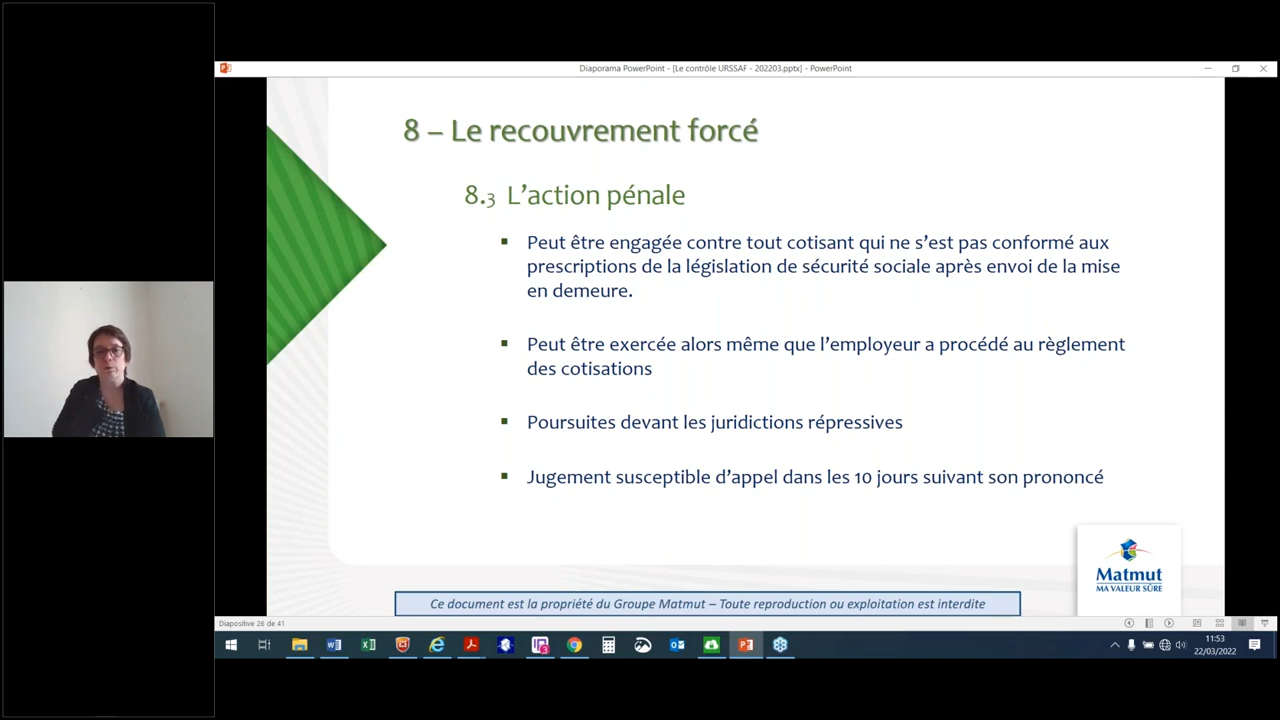 Diaporama PowerPoint - [Le contrôle URSSAF - 202203.pptx] - PowerPoint
8 – Le recouvrement forcé
8.3 L’action pénale
▪ Peut être engagée contre tout cotisant qui ne s’est pas conformé aux
prescriptions de la législation de sécurité sociale après envoi de la mise
en demeure.
▪ Peut être exercée alors même que l’employeur a procédé au règlement
des cotisations
▪ Poursuites devant les juridictions répressives
▪ Jugement susceptible d’appel dans les 10 jours suivant son prononcé
Matmut
MA VALEUR SÛRE
Ce document est la propriété du Groupe Matmut – Toute reproduction ou exploitation est interdite
Diapositive 26 de 41
11:53
22/03/2022